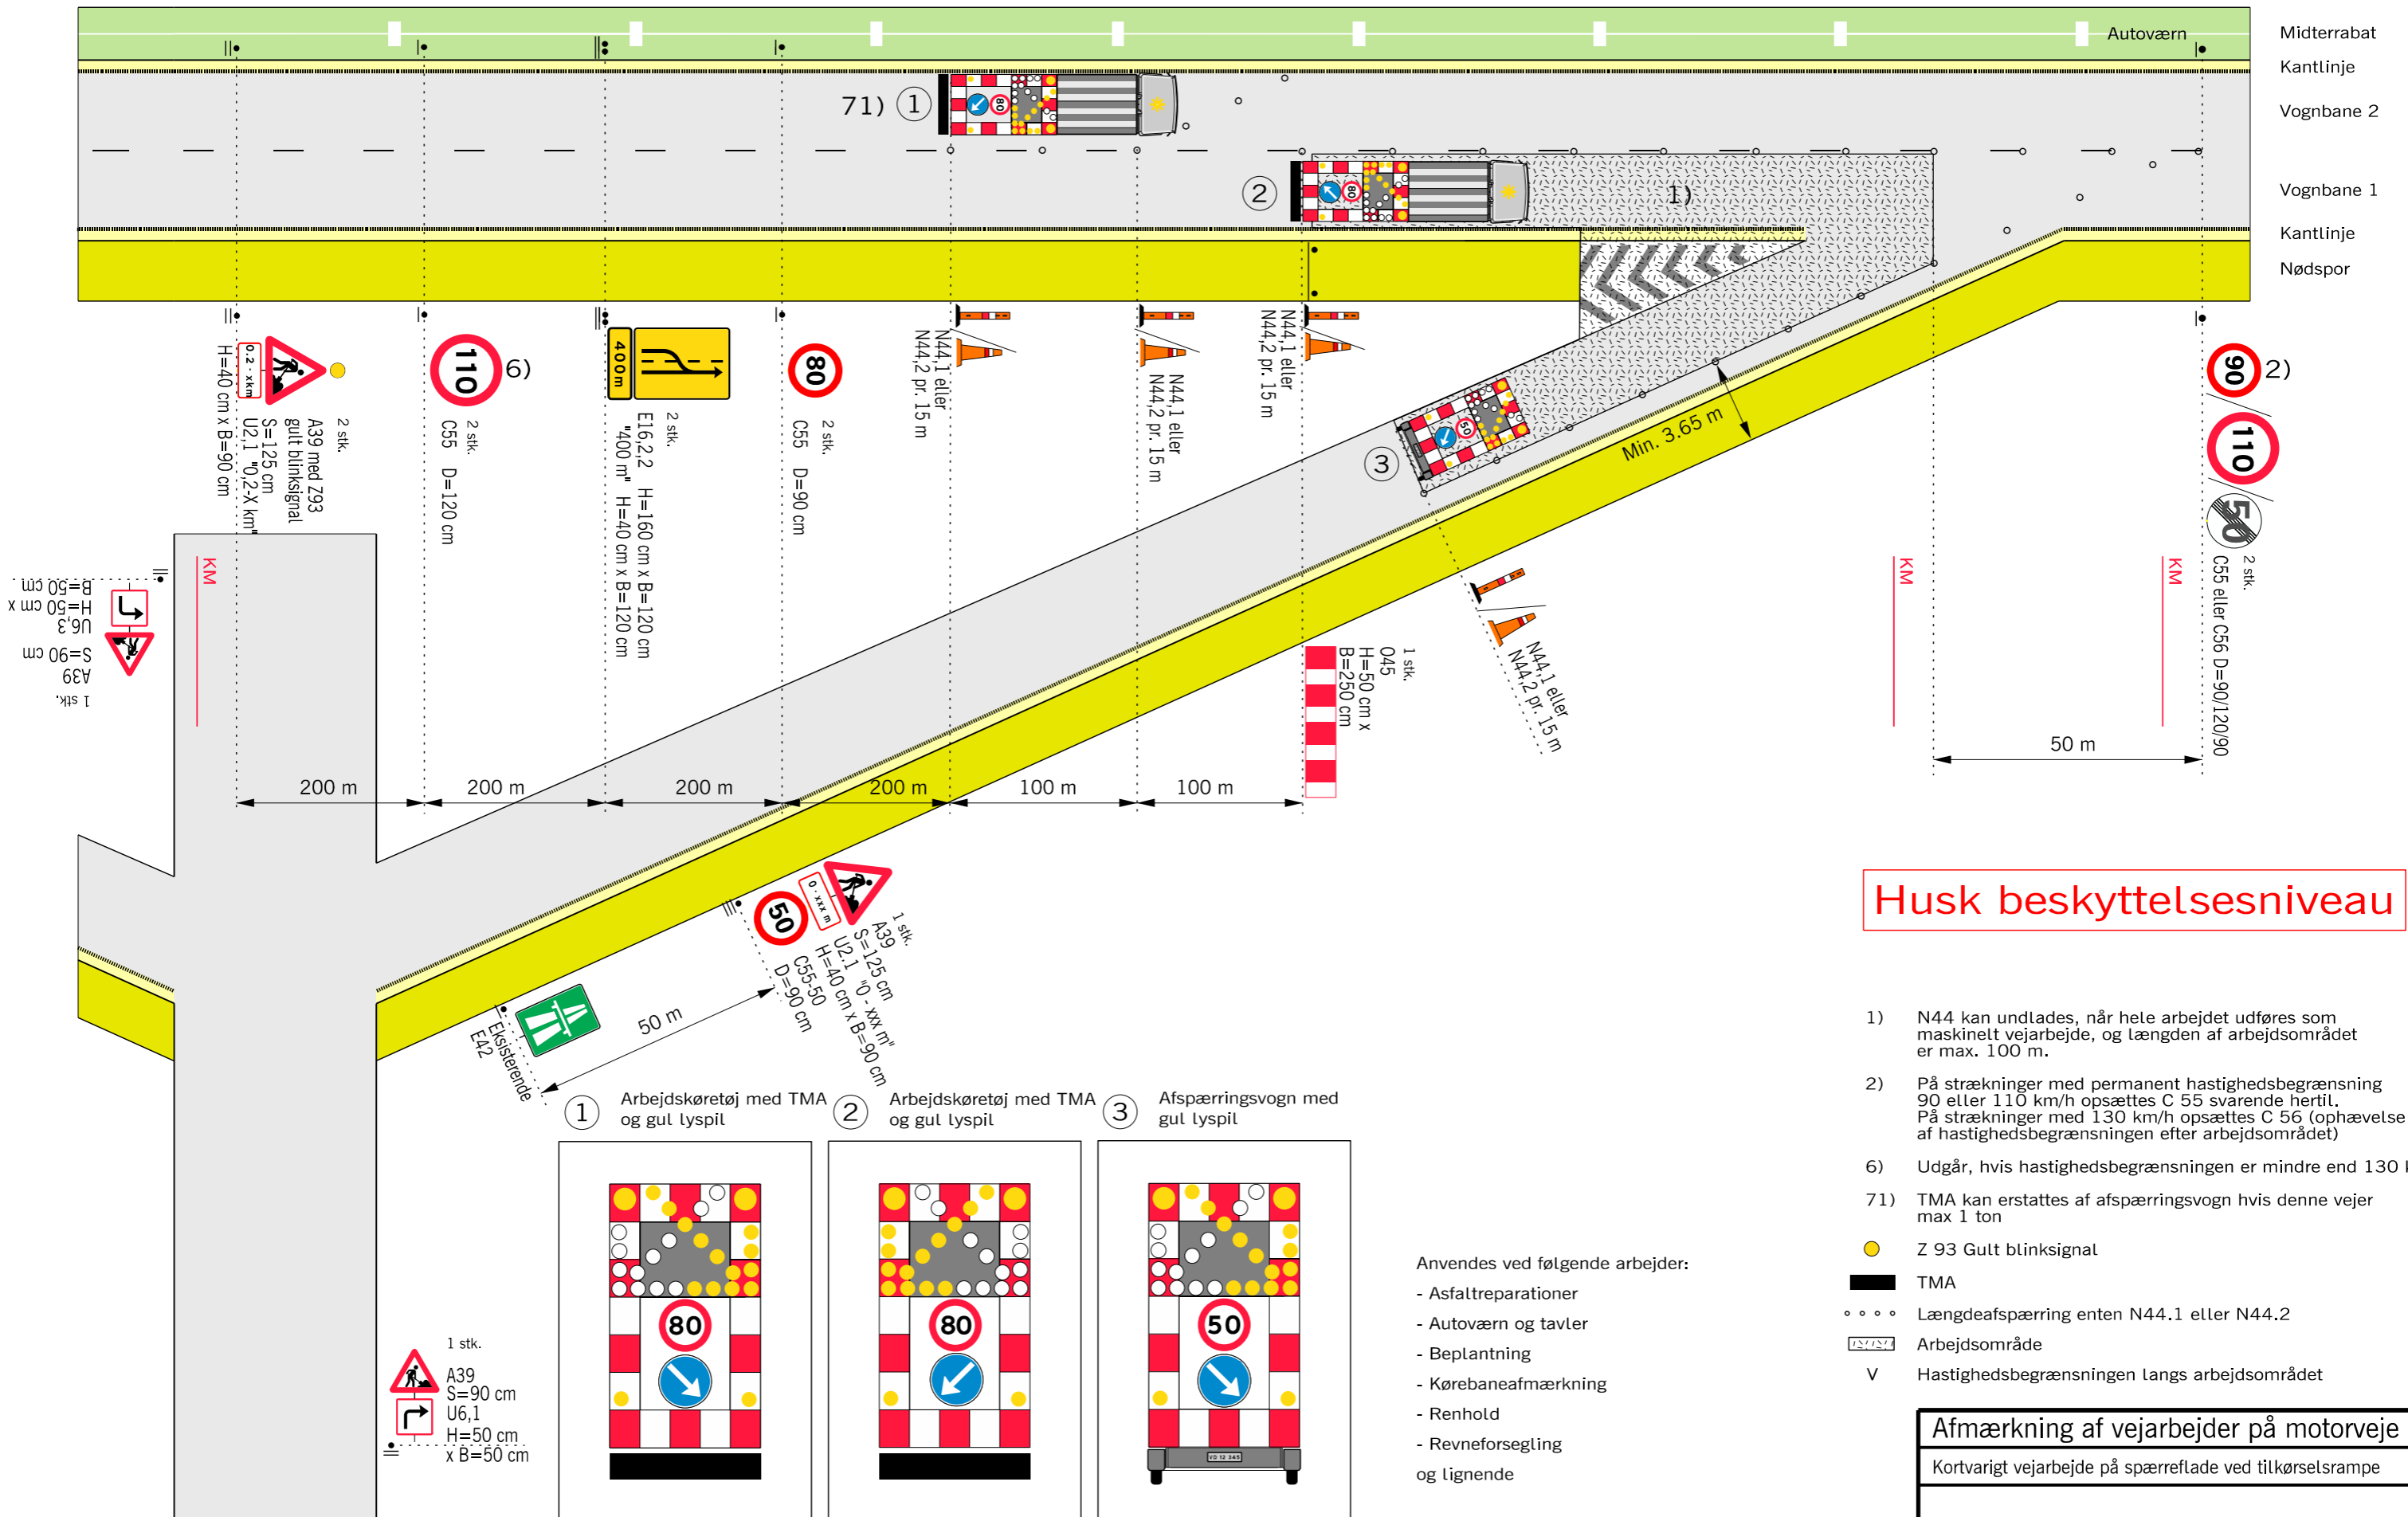 Autoværn
Midterrabat
Kantlinje
Vognbane 2
Vognbane 1
Kantlinje
Nødspor
71)
1
80
2
80
1)
3
50
Min. 3.65 m
0.2 - xkm
2 stk.
A39 med Z93
gult blinksignal
S=125 cm
U2,1 "0,2-X km"
H=40 cm x B=90 cm
110
6)
2 stk.
C55 D=120 cm
400m
2 stk.
E16,2,2 H=160 cm x B=120 cm
"400 m" H=40 cm x B=120 cm
80
2 stk.
C55 D=90 cm
N44,1 eller
N44,2 pr. 15 m
N44,1 eller
N44,2 pr. 15 m
N44,1 eller
N44,2 pr. 15 m
90
2)
110
50
2 stk.
C55 eller C56 D=90/120/90
KM
KM
KM
1 stk.
A39
S=90 cm
U6,3
H=50 cm x
B=50 cm
1 stk.
O45
H=50 cm x
B=250 cm
N44,1 eller
N44,2 pr. 15 m
200 m
200 m
200 m
200 m
100 m
100 m
50 m
0 - xxx m
50
1 stk.
A39
S=125 cm
U2.1 "0 - xxx m"
H=40 cm x B=90 cm
C55-50
D=90 cm
50 m
Eksisterende
E42
Husk beskyttelsesniveau
1) N44 kan undlades, når hele arbejdet udføres som
maskinelt vejarbejde, og længden af arbejdsområdet
er max. 100 m.
2) På strækninger med permanent hastighedsbegrænsning
90 eller 110 km/h opsættes C 55 svarende hertil.
På strækninger med 130 km/h opsættes C 56 (ophævelse
af hastighedsbegrænsningen efter arbejdsområdet)
6) Udgår, hvis hastighedsbegrænsningen er mindre end 130
71) TMA kan erstattes af afspærringsvogn hvis denne vejer
max 1 ton
Z 93 Gult blinksignal
TMA
Længdeafspærring enten N44.1 eller N44.2
Arbejdsområde
V Hastighedsbegrænsningen langs arbejdsområdet
1 Arbejdskøretøj med TMA
og gul lyspil
2 Arbejdskøretøj med TMA
og gul lyspil
3 Afspærringsvogn med
gul lyspil
80
80
50
VD 12 345
1 stk.
A39
S=90 cm
U6,1
H=50 cm
x B=50 cm
Anvendes ved følgende arbejder:
- Asfaltreparationer
- Autoværn og tavler
- Beplantning
- Kørebaneafmærkning
- Renhold
- Revneforsegling
og lignende
Afmærkning af vejarbejder på motorveje
Kortvarigt vejarbejde på spærreflade ved tilkørselsrampe